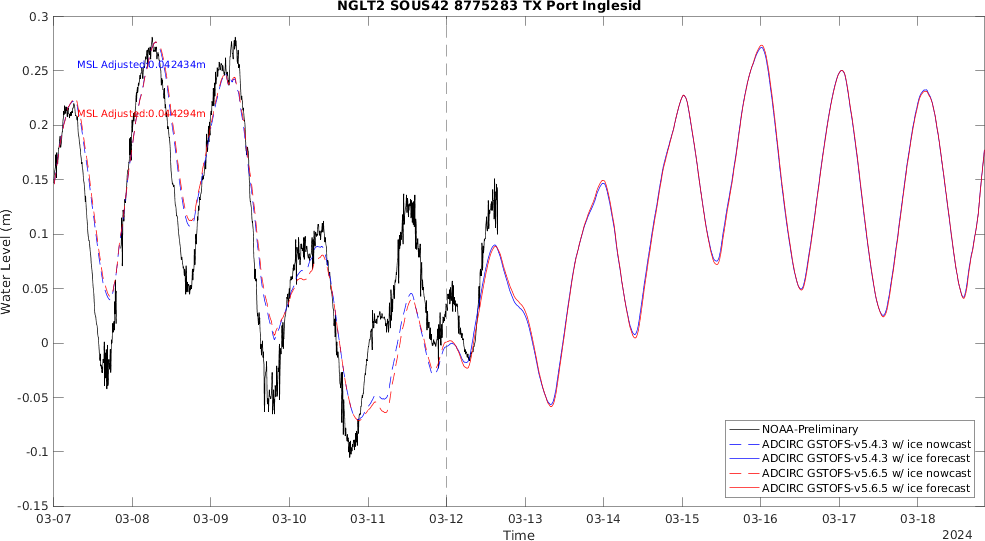 NGLT2 SOUS42 8775283 TX Port Inglesid
0.3
0.25
0.2
0.15
0.1
0.05
0
-0.05
-0.1
-0.15
Water Level (m)
MSL Adjusted:0.042434m
MSL Adjusted:0.044294m
NOAA-Preliminary
ADCIRC GSTOFS-v5.4.3 w/ ice nowcast
ADCIRC GSTOFS-v5.4.3 w/ ice forecast
ADCIRC GSTOFS-v5.6.5 w/ ice nowcast
ADCIRC GSTOFS-v5.6.5 w/ ice forecast
03-07 03-08 03-09 03-10 03-11 03-12 03-13 03-14 03-15 03-16 03-17 03-18
Time
2024